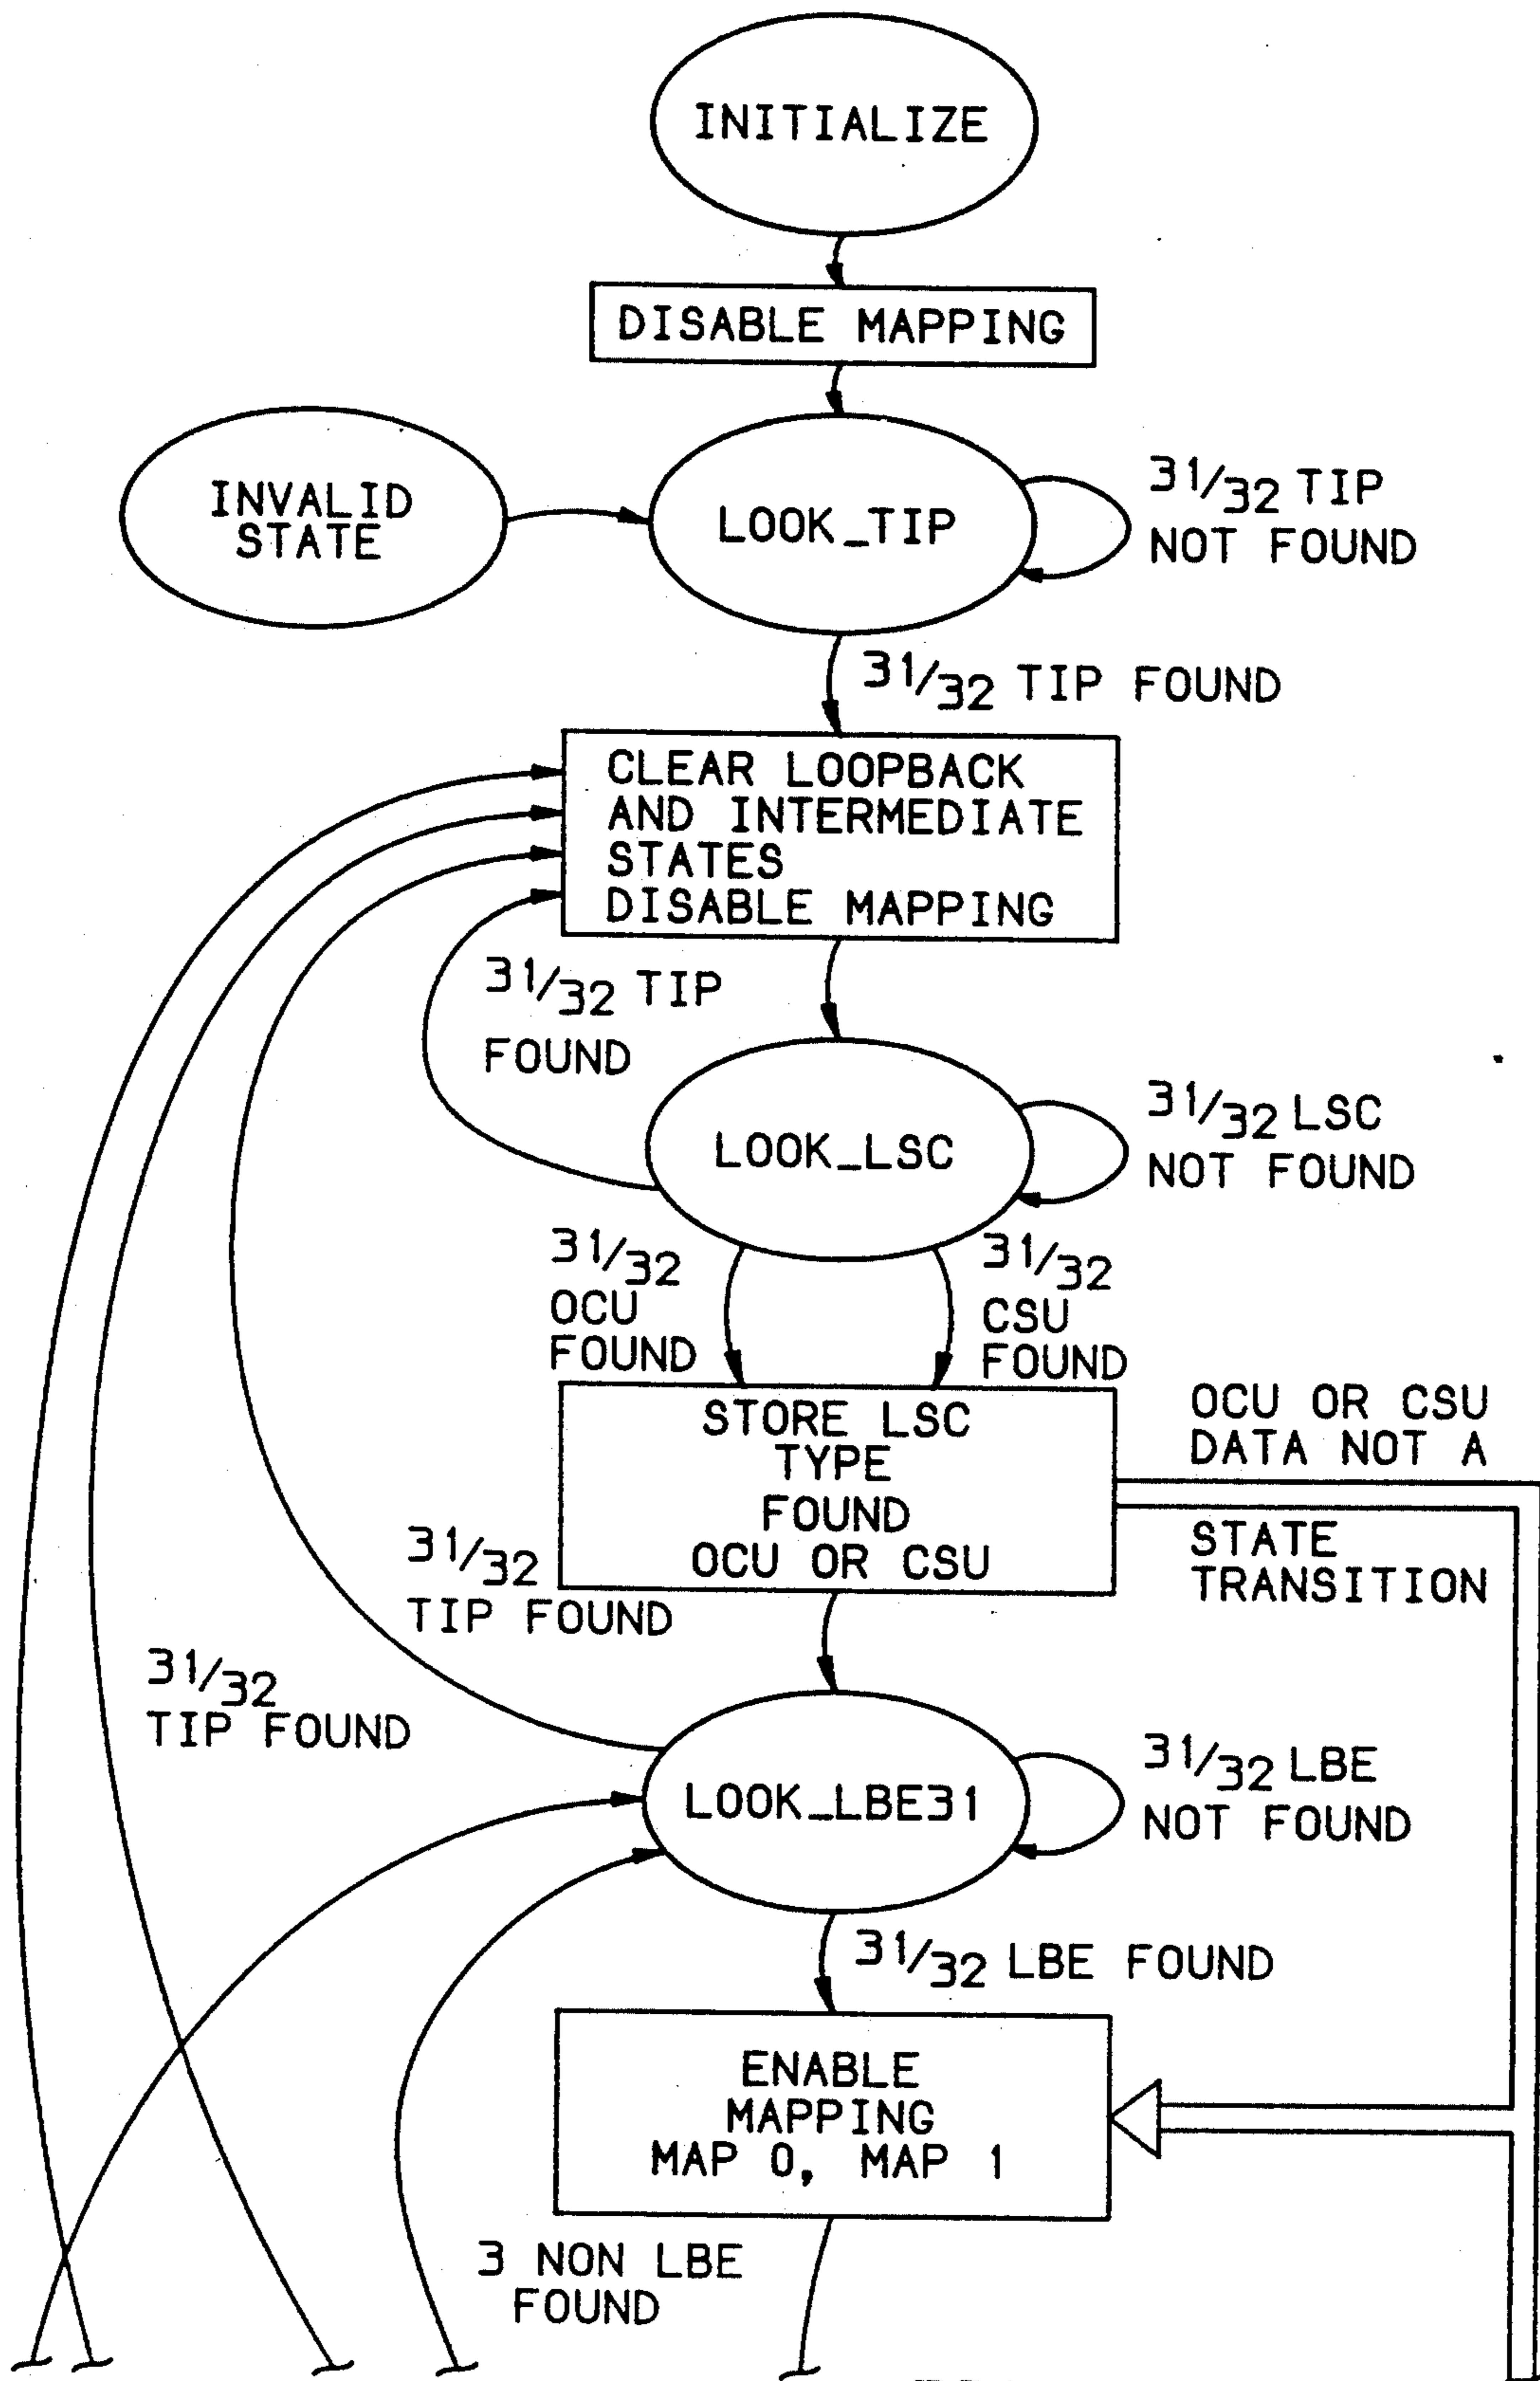 INITIALIZE
DISABLE MAPPING
INVALID
STATE
LOOK_TIP
31/32 TIP
NOT FOUND
31/32 TIP FOUND
CLEAR LOOPBACK
AND INTERMEDIATE
STATES
DISABLE MAPPING
31/32 TIP
FOUND
LOOK_LSC
31/32 LSC
NOT FOUND
31/32
OCU
FOUND
31/32
CSU
FOUND
STORE LSC
TYPE
FOUND
OCU OR CSU
OCU OR CSU
DATA NOT A
STATE
TRANSITION
31/32
TIP FOUND
31/32
TIP FOUND
LOOK_LBE31
31/32 LBE
NOT FOUND
31/32 LBE FOUND
ENABLE
MAPPING
MAP 0, MAP 1
3 NON LBE
FOUND